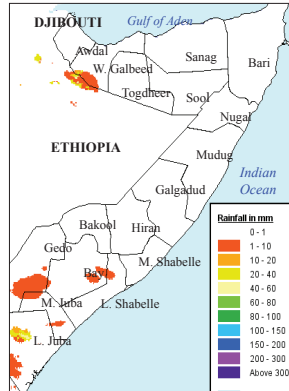 DJIBOUTI
Gulf of Aden
Awdal
W. Galbeed
Sanag
Bari
Togdheer
Sool
Nugal
ETHIOPIA
Mudug
Indian
Ocean
Galgadud
Bakool
Hiran
Gedo
M. Shabelle
Bay
M. Juba
L. Shabelle
L. Juba
Rainfall in mm
0 - 1
1 - 10
10 - 20
20 - 40
40 - 60
60 - 80
80 - 100
100 - 150
150 - 200
200 - 300
Above 300